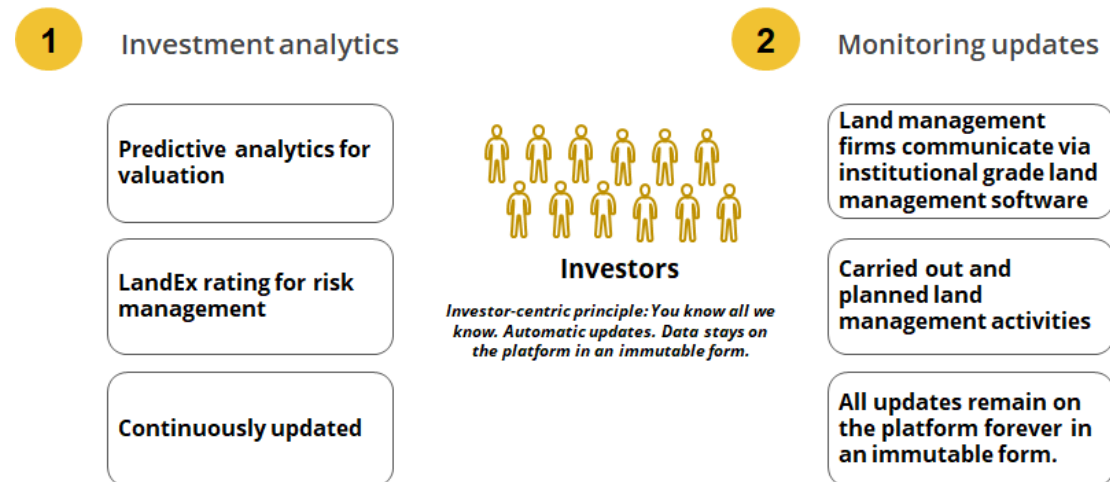 1
Investment analytics
Predictive analytics for
valuation
LandEx rating for risk
management
Continuously updated
Investors
Investor-centric principle: You know all we
know. Automatic updates. Data stays on
the platform in an immutable form.
2
Monitoring updates
Land management
firms communicate via
institutional grade land
management software
Carried out and
planned land
management activities
All updates remain on
the platform forever in
an immutable form.